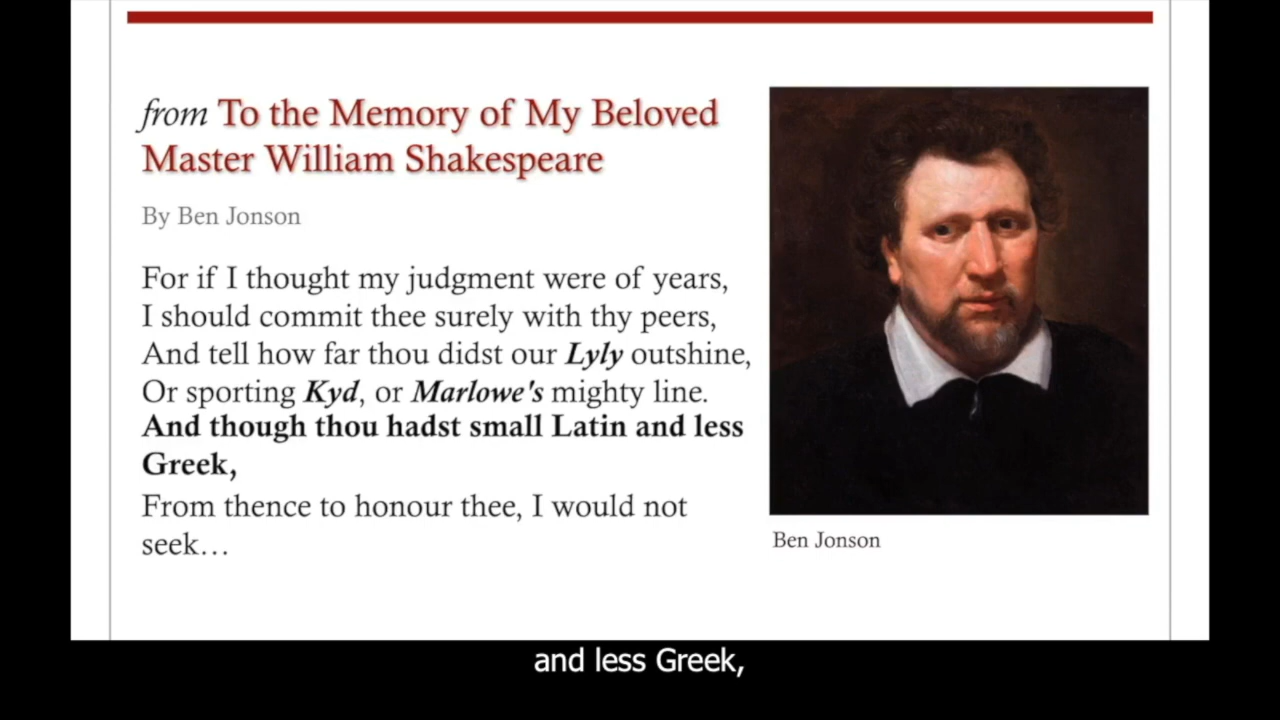 from To the Memory of My Beloved
Master William Shakespeare
By Ben Jonson
For if I thought my judgment were of years,
I should commit thee surely with thy peers,
And tell how far thou didst our Lyly outshine,
Or sporting Kyd, or Marlowe's mighty line.
And though thou hadst small Latin and less
Greek,
From thence to honour thee, I would not
seek…
Ben Jonson
and less Greek,